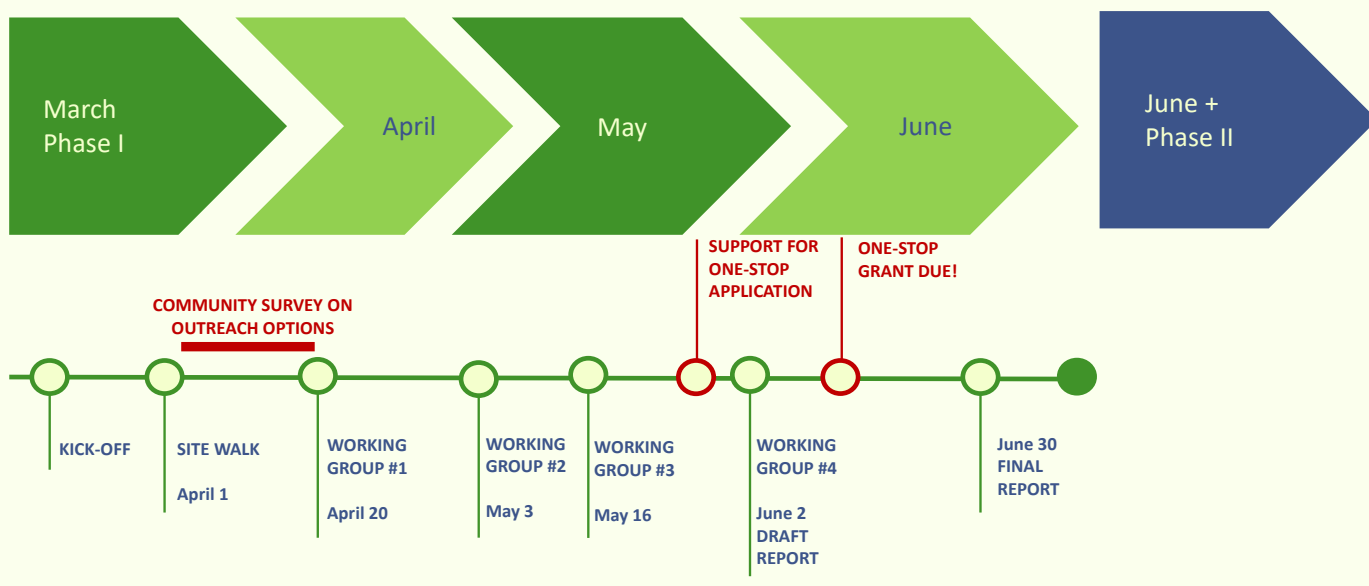 March
Phase I
April
May
June
June +
Phase II
SUPPORT FOR
ONE-STOP
APPLICATION
ONE-STOP
GRANT DUE!
COMMUNITY SURVEY ON
OUTREACH OPTIONS
KICK-OFF
SITE WALK
April 1
WORKING
GROUP #1
April 20
WORKING
GROUP #2
May 3
WORKING
GROUP #3
May 16
WORKING
GROUP #4
June 2
DRAFT
REPORT
June 30
FINAL
REPORT